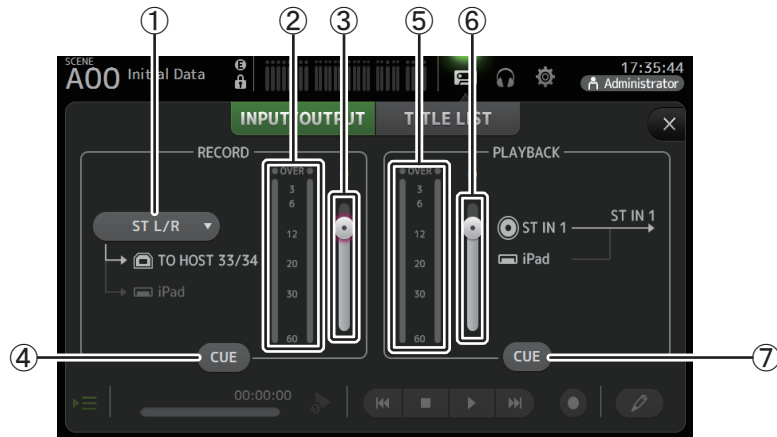 ① ② ③ ⑤ ⑥
SCENE
A00 Initial Data
E
17:35:44
Administrator
INPUT/OUTPUT TITLE LIST
RECORD
PLAYBACK
OVER
3
6
12
20
30
60
OVER
3
6
12
20
30
60
ST L/R
TO HOST 33/34
iPad
ST IN 1
ST IN 1
iPad
④ CUE
CUE ⑦
00:00:00